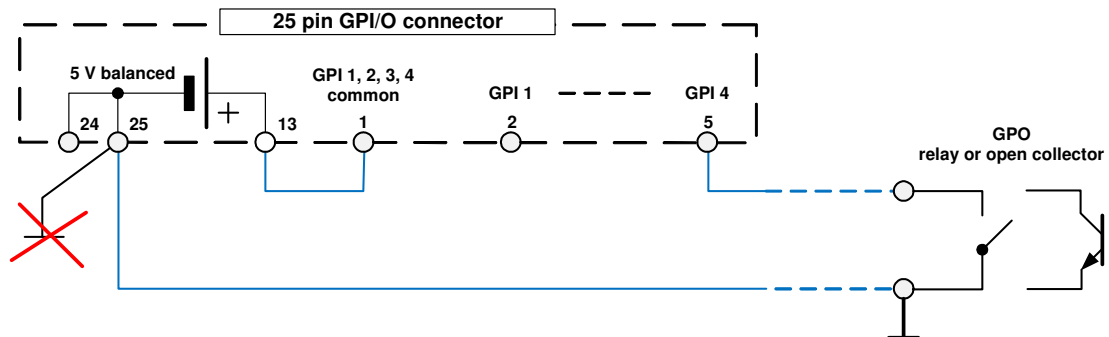 25 pin GPI/O connector
5 V balanced
GPI 1, 2, 3, 4
common
GPI 1
GPI 4
24
25
+
13
1
2
5
GPO
relay or open collector